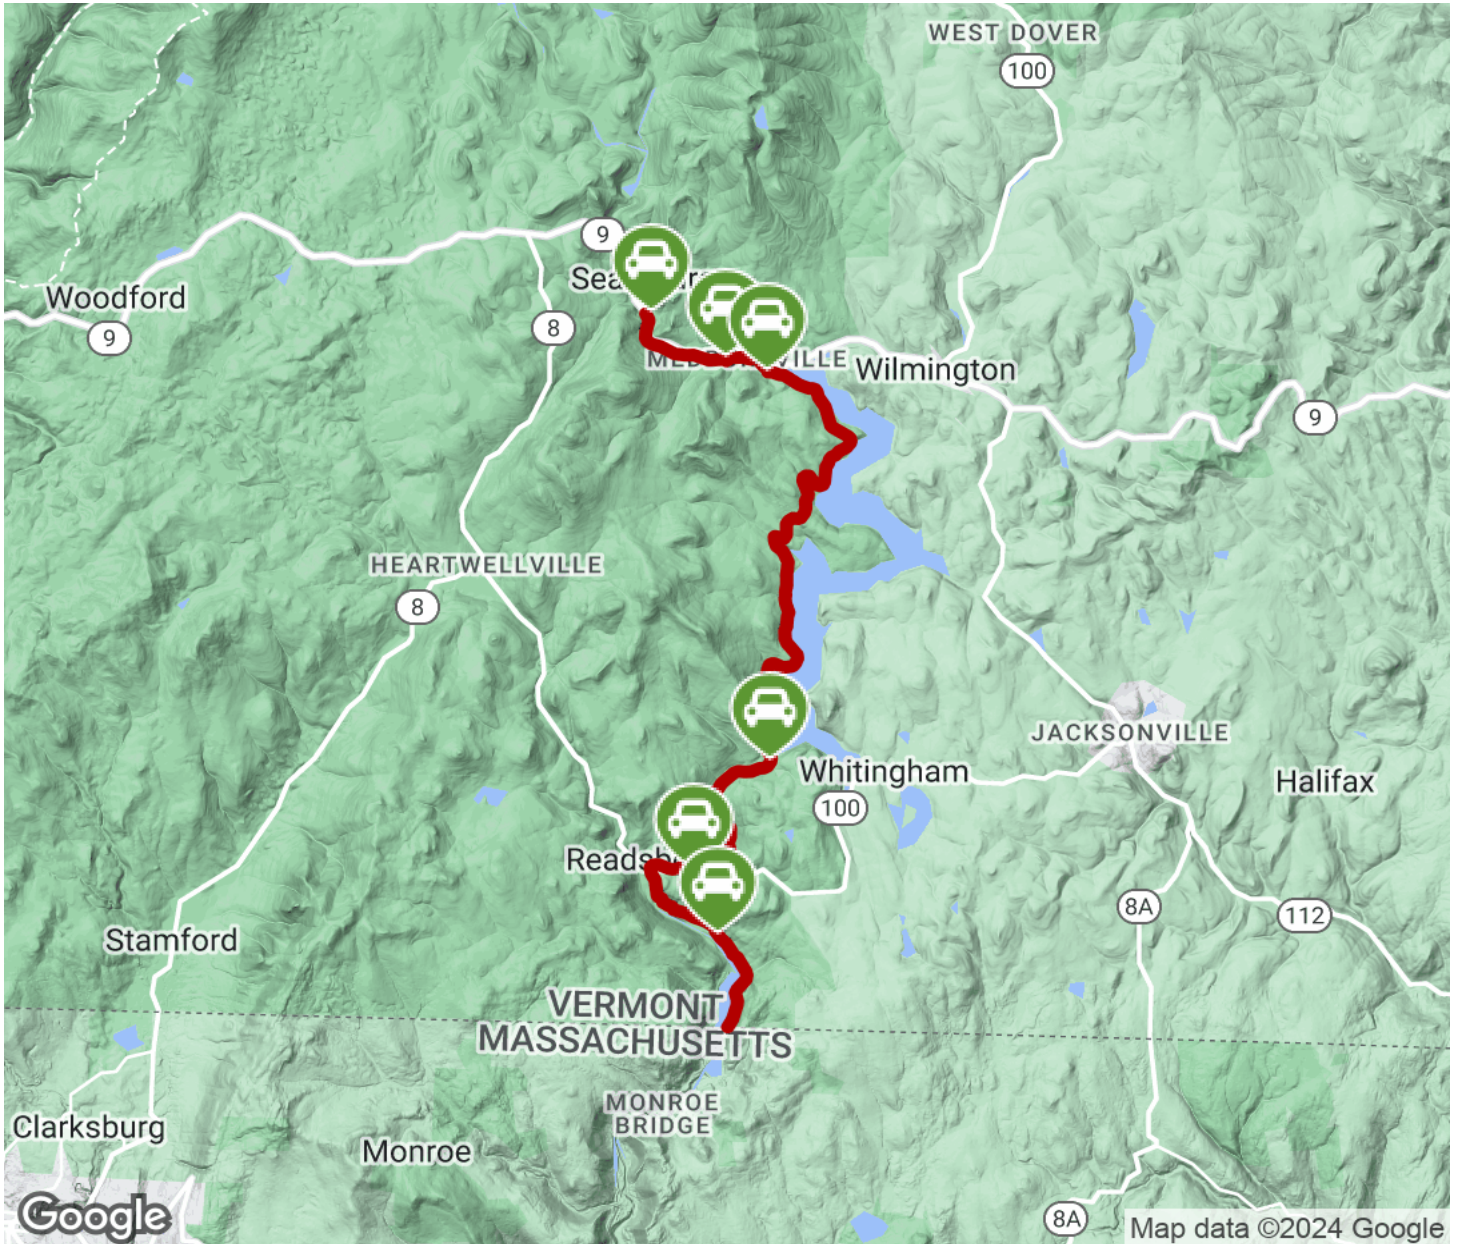 WEST DOVER
100
9
Woodford
9
8
Wilmington
9
HEARTWELLVILLE
8
JACKSONVILLE
Whitingham
Halifax
100
8A
112
Stamford
VERMONT
MASSACHUSETTS
MONROE
BRIDGE
Clarksburg
Monroe
8A
Google
Map data ©2024 Google